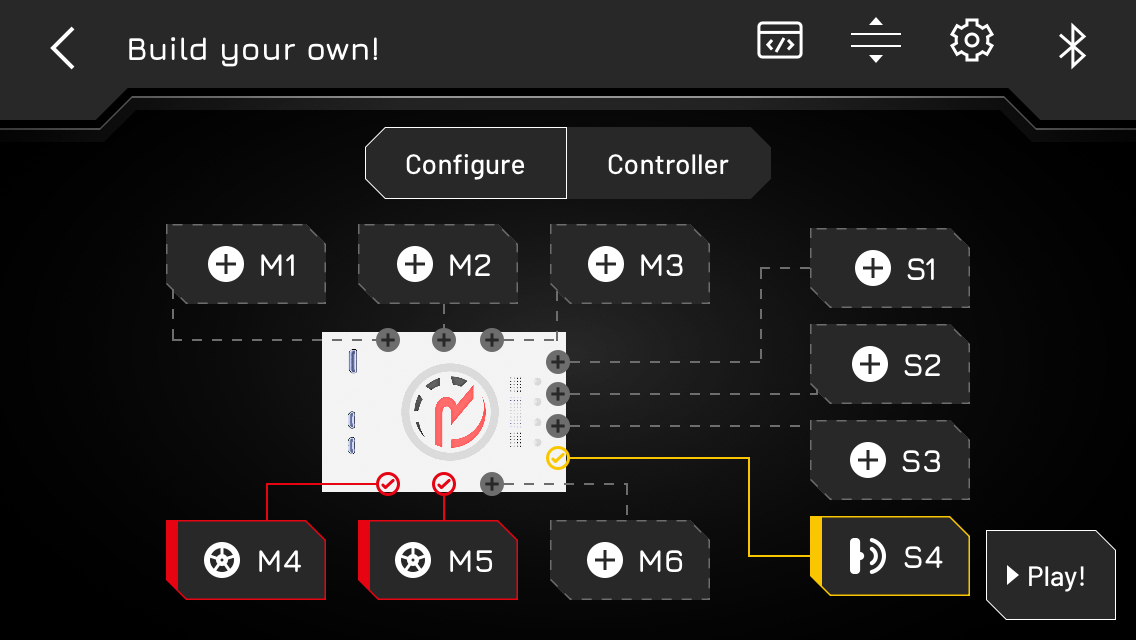 Build your own!
Configure
Controller
M1
M2
M3
S1
S2
S3
M4
M5
M6
S4
Play!